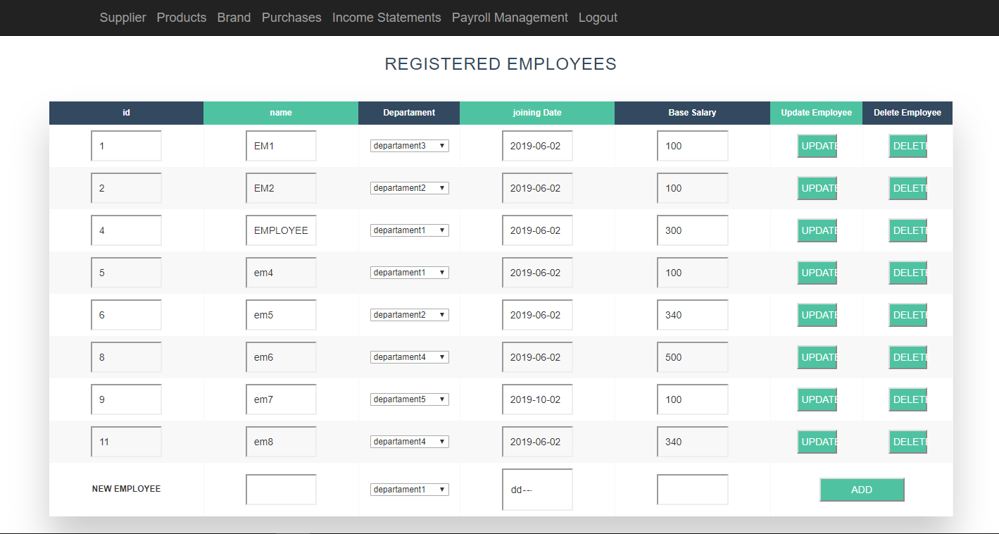 Supplier Products Brand Purchases Income Statements Payroll Management Logout
REGISTERED EMPLOYEES
id name Departament joining Date Base Salary Update Employee Delete Employee
1 EM1 departament3 2019-06-02 100 UPDATE DELETE
2 EM2 departament2 2019-06-02 100 UPDATE DELETE
4 EMPLOYEE departament1 2019-06-02 300 UPDATE DELETE
5 em4 departament1 2019-06-02 100 UPDATE DELETE
6 em5 departament2 2019-06-02 340 UPDATE DELETE
8 em6 departament4 2019-06-02 500 UPDATE DELETE
9 em7 departament5 2019-10-02 100 UPDATE DELETE
11 em8 departament4 2019-06-02 340 UPDATE DELETE
NEW EMPLOYEE departament1 dd--- ADD